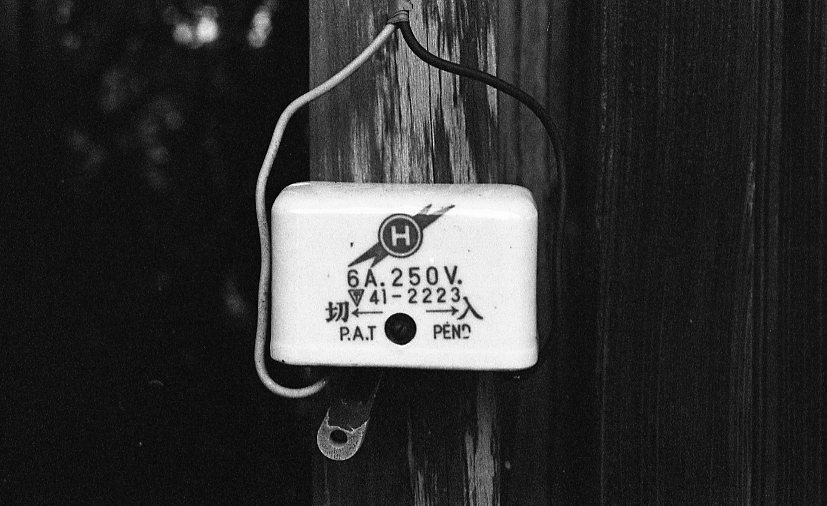 H
6A. 250V.
▽ 41-2223
切← →入
P.A.T PEND